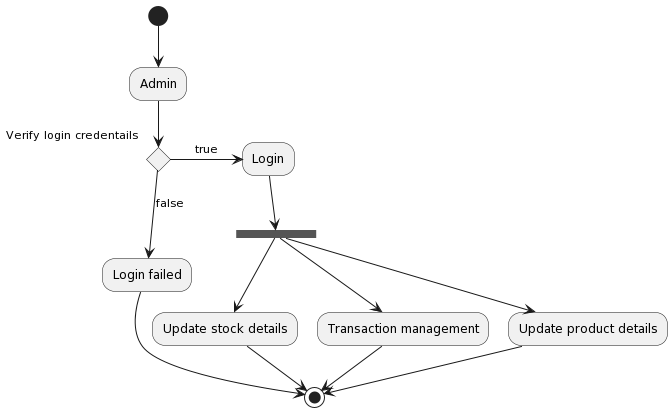 Admin
Verify login credentails
true
Login
false
Login failed
Update stock details
Transaction management
Update product details